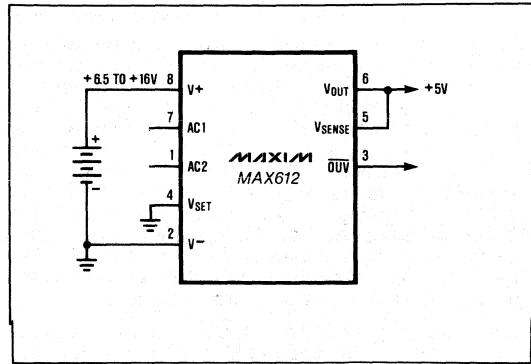 +6.5 TO +16V
8
V+
7
AC1
1
AC2
4
VSET
2
V−
+
−
MAXIM
MAX612
VOUT
6
+5V
VSENSE
5
OUV
3